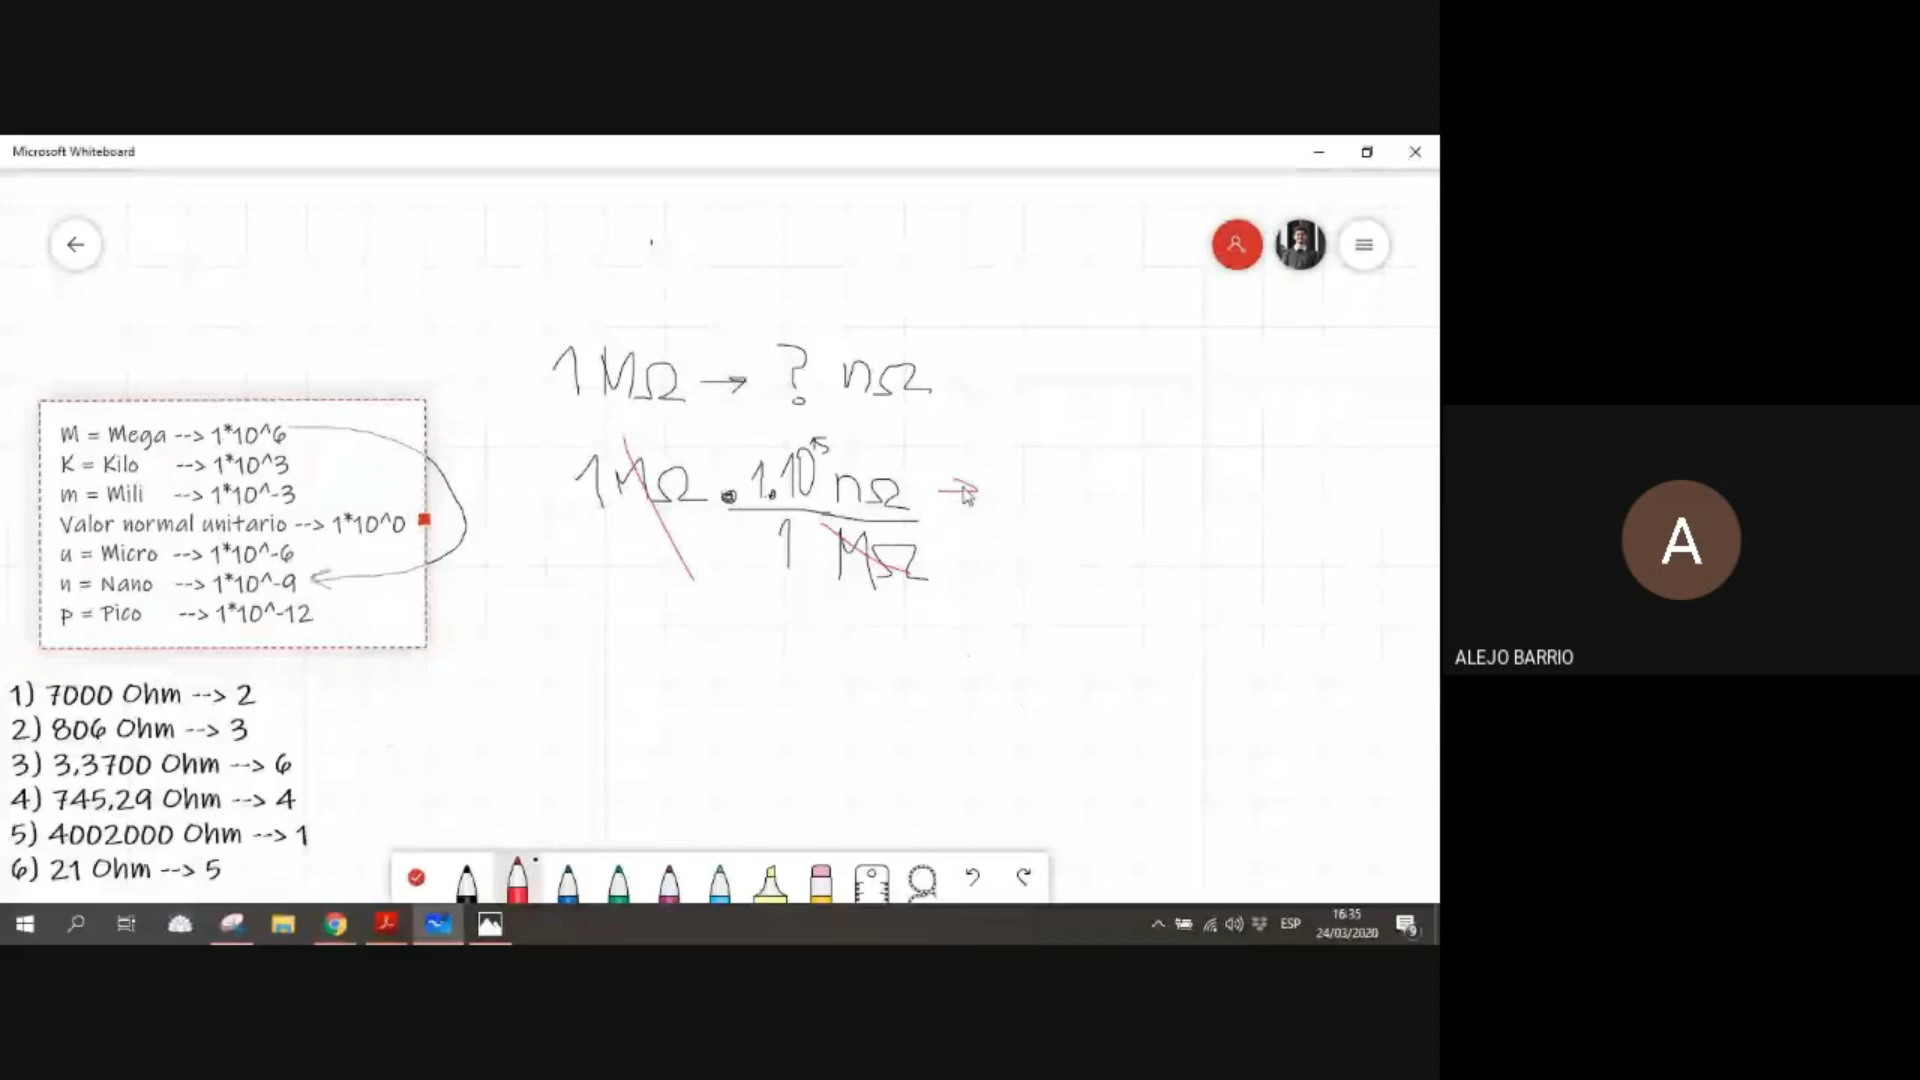 Microsoft Whiteboard
1 MΩ → ? nΩ
1 MΩ . 1.10^15 nΩ →
1 MΩ
M = Mega --> 1*10^6
K = Kilo --> 1*10^3
m = Mili --> 1*10^-3
Valor normal unitario --> 1*10^0
u = Micro --> 1*10^-6
n = Nano --> 1*10^-9
p = Pico --> 1*10^-12
1) 7000 Ohm --> 2
2) 806 Ohm --> 3
3) 3,3700 Ohm --> 6
4) 745,29 Ohm --> 4
5) 4002000 Ohm --> 1
6) 21 Ohm --> 5
A
ALEJO BARRIO
ESP
16:35
24/03/2020
9